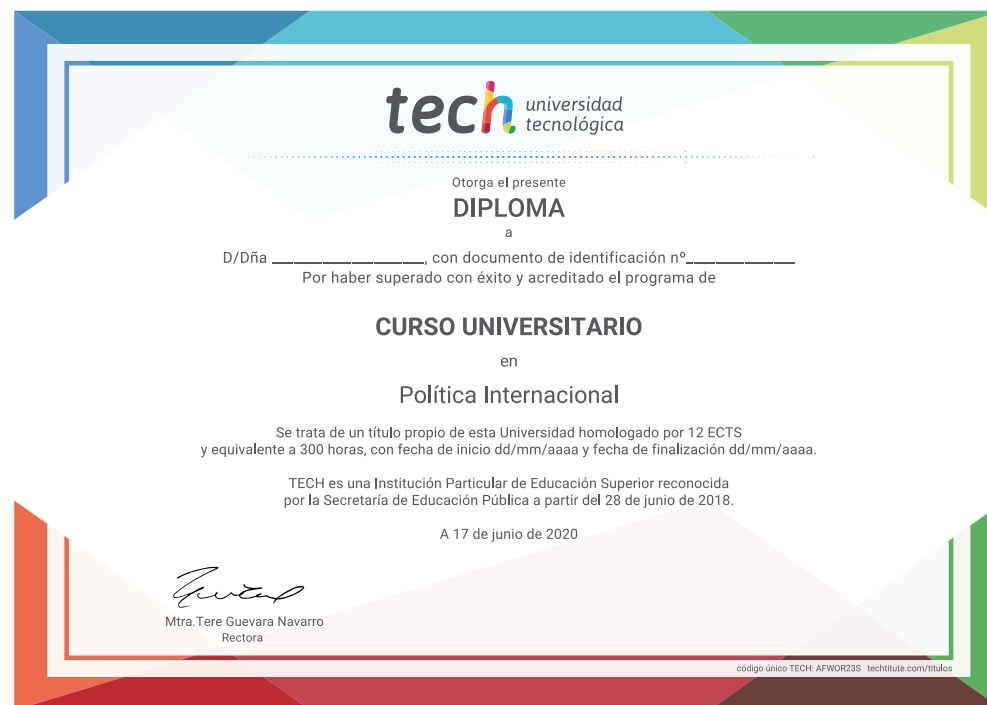 tech universidad
tecnológica
Otorga el presente
DIPLOMA
a
D/Dña ____________________, con documento de identificación nº______________
Por haber superado con éxito y acreditado el programa de
CURSO UNIVERSITARIO
en
Política Internacional
Se trata de un título propio de esta Universidad homologado por 12 ECTS
y equivalente a 300 horas, con fecha de inicio dd/mm/aaaa y fecha de finalización dd/mm/aaaa.
TECH es una Institución Particular de Educación Superior reconocida
por la Secretaría de Educación Pública a partir del 28 de junio de 2018.
A 17 de junio de 2020
Mtra.Tere Guevara Navarro
Rectora
código único TECH: AFWOR23S techtitute.com/titulos